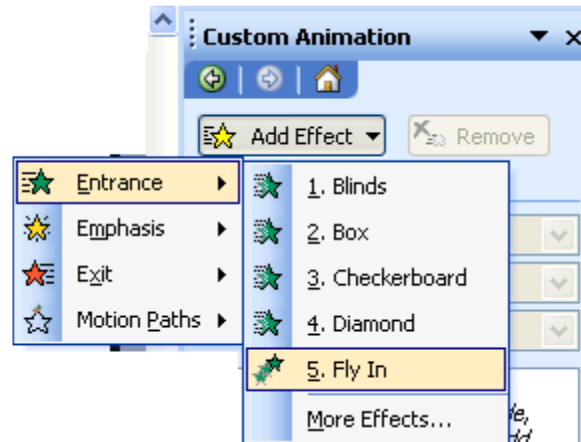 Custom Animation
Add Effect
Remove
Entrance
Emphasis
Exit
Motion Paths
1. Blinds
2. Box
3. Checkerboard
4. Diamond
5. Fly In
More Effects...